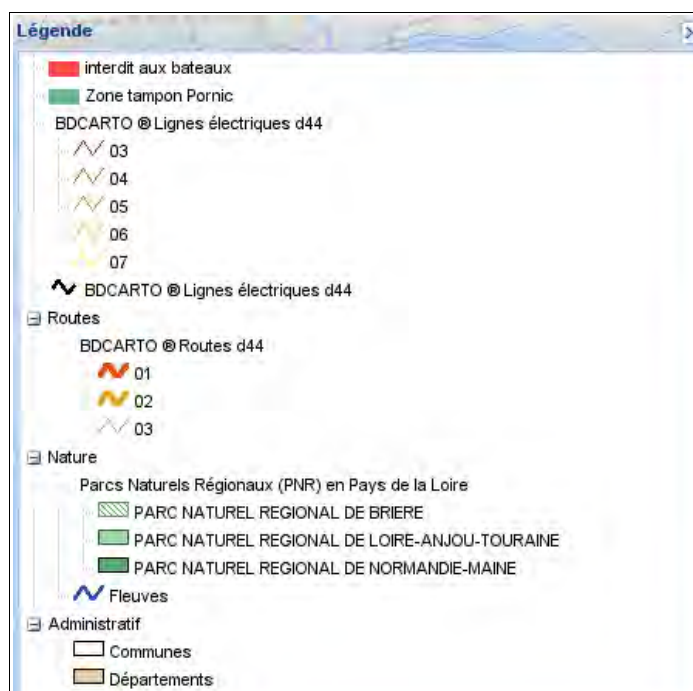 Légende
interdit aux bateaux
Zone tampon Pornic
BDCARTO ® Lignes électriques d44
03
04
05
06
07
BDCARTO ® Lignes électriques d44
Routes
BDCARTO ® Routes d44
01
02
03
Nature
Parcs Naturels Régionaux (PNR) en Pays de la Loire
PARC NATUREL REGIONAL DE BRIERE
PARC NATUREL REGIONAL DE LOIRE-ANJOU-TOURAINE
PARC NATUREL REGIONAL DE NORMANDIE-MAINE
Fleuves
Administratif
Communes
Départements